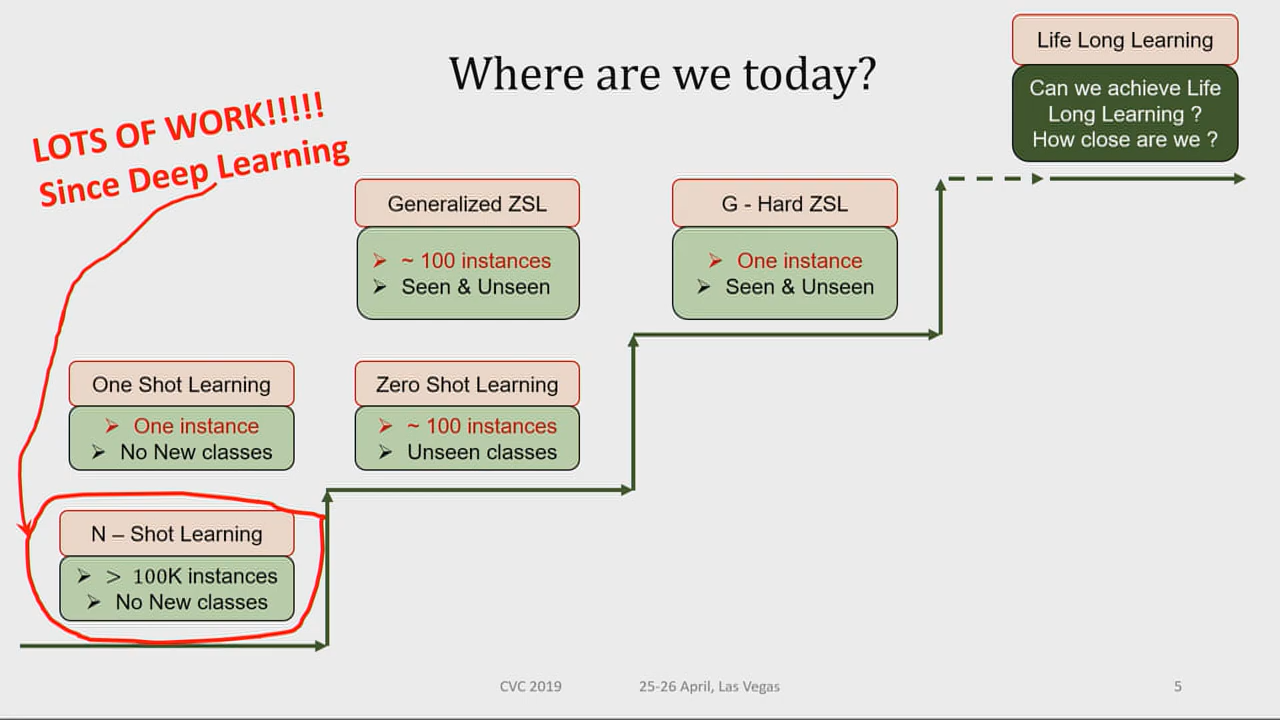 Where are we today?
Life Long Learning
Can we achieve Life
Long Learning ?
How close are we ?
LOTS OF WORK!!!!!
Since Deep Learning
Generalized ZSL
➢ ~ 100 instances
➢ Seen & Unseen
G - Hard ZSL
➢ One instance
➢ Seen & Unseen
One Shot Learning
➢ One instance
➢ No New classes
Zero Shot Learning
➢ ~ 100 instances
➢ Unseen classes
N – Shot Learning
➢ > 100K instances
➢ No New classes
CVC 2019 25-26 April, Las Vegas 5